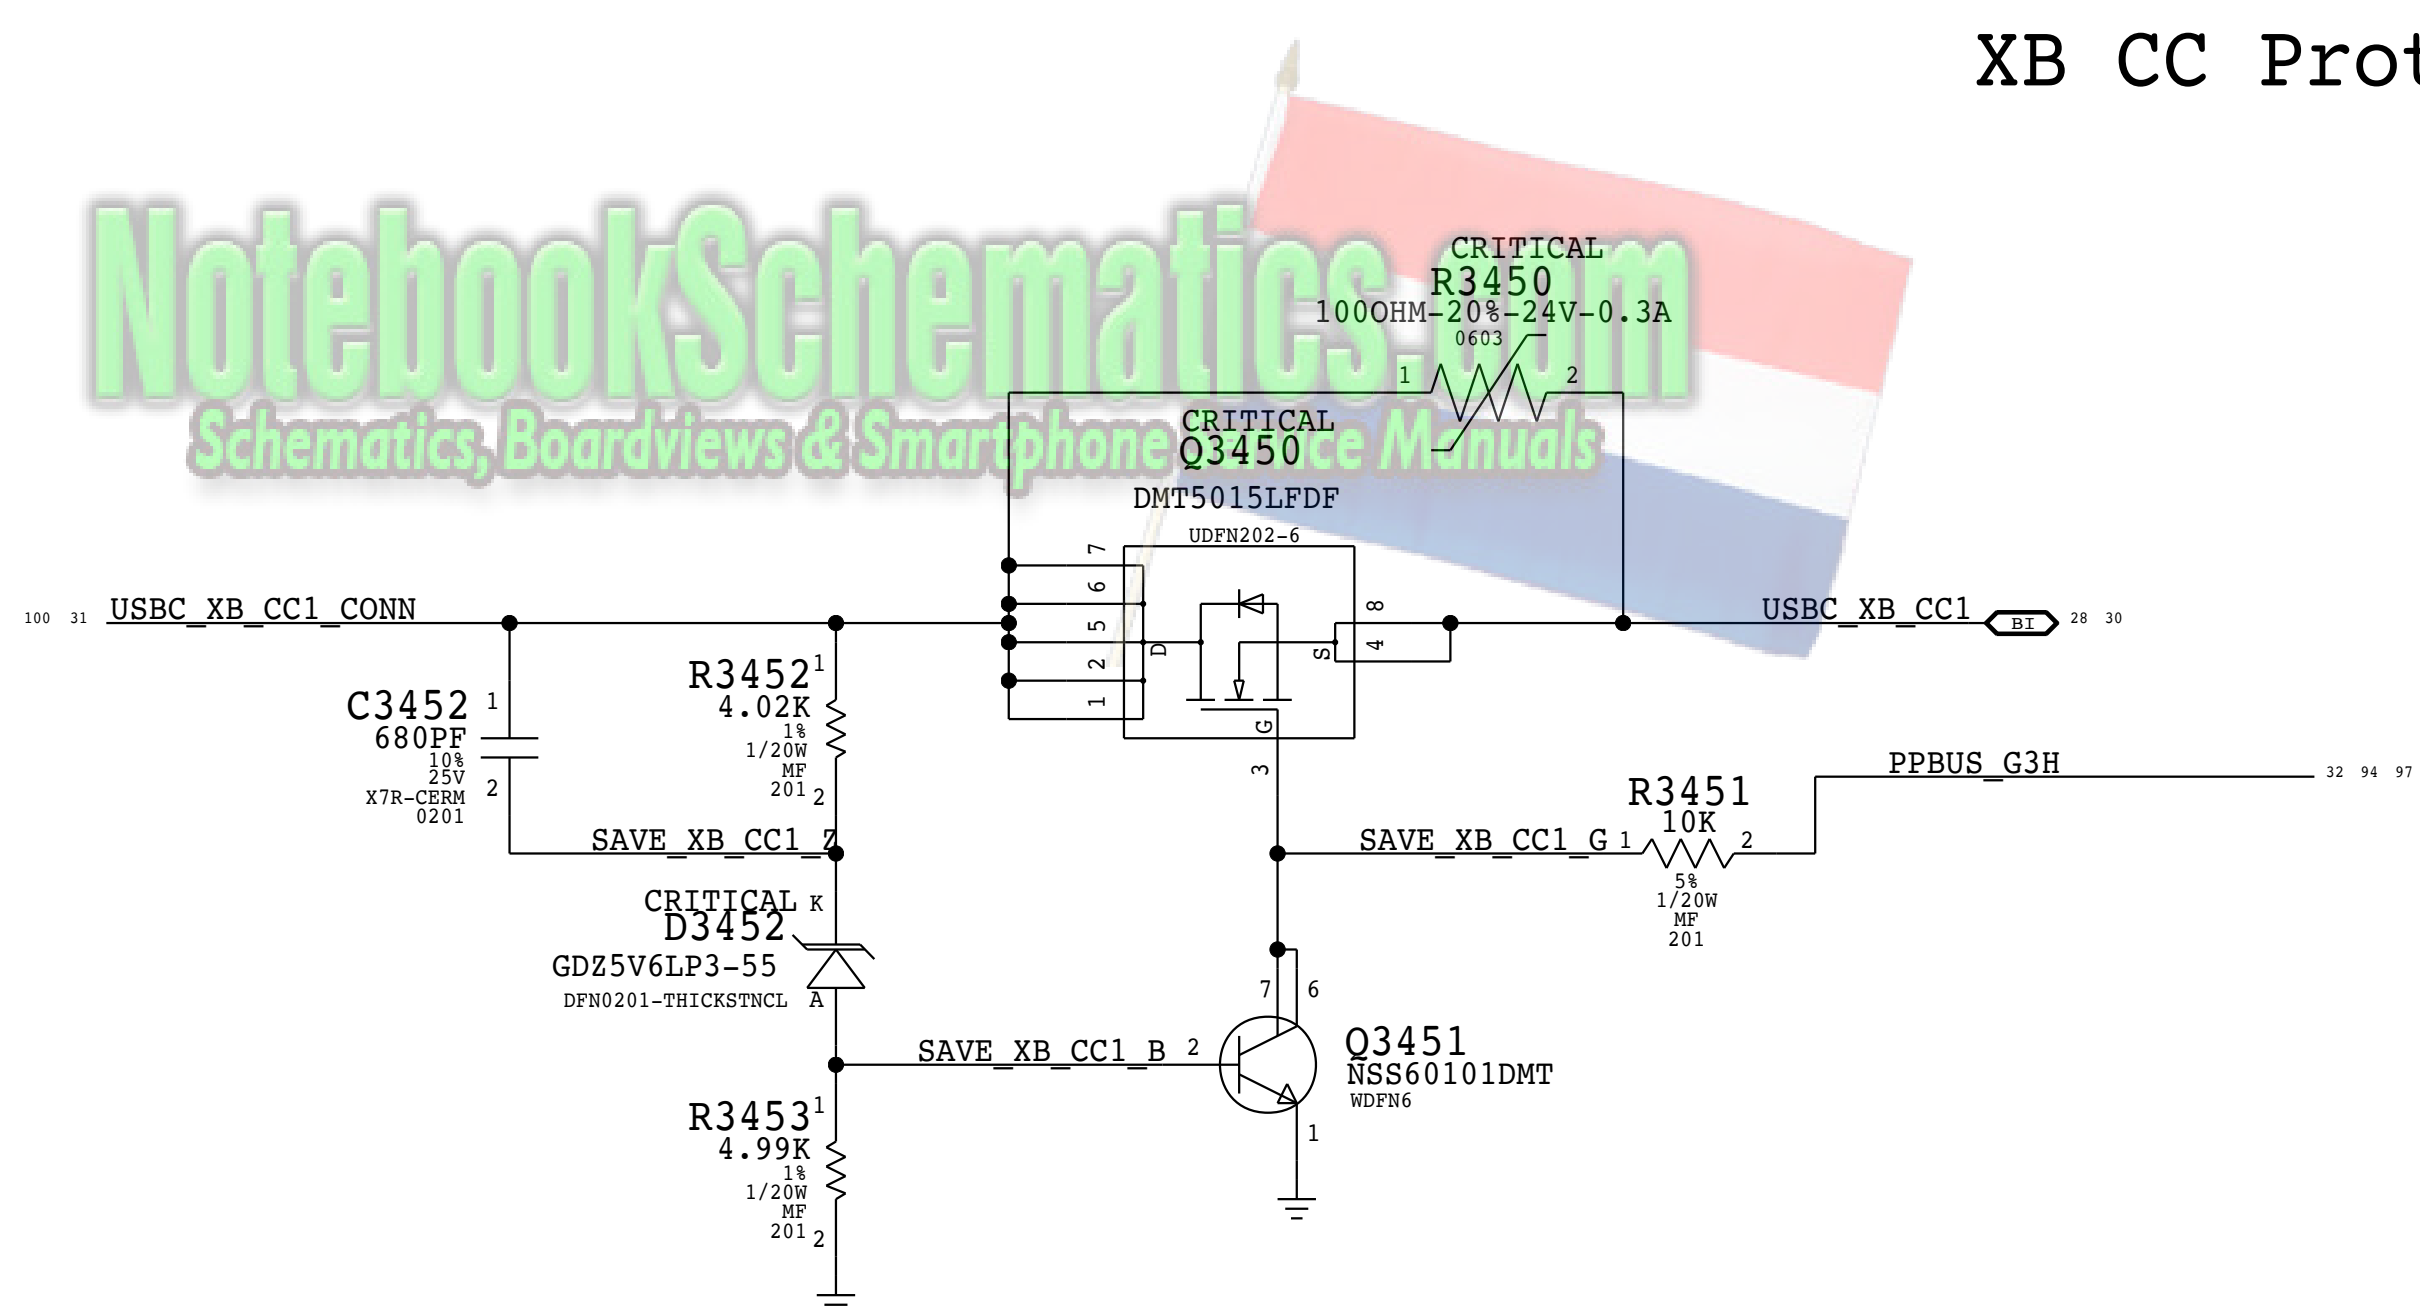 XB CC Prot
NotebookSchematics.com
Schematics, Boardviews & Smartphone Service Manuals
CRITICAL
R3450
100OHM-20%-24V-0.3A
0603
1 2
CRITICAL
Q3450
DMT5015LFDF
UDFN202-6
7
6
5
2
1
D
8
4
S
G
3
100 31 USBC_XB_CC1_CONN
USBC_XB_CC1 BI 28 30
C3452
680PF
10%
25V
X7R-CERM
0201
1
2
R3452
4.02K
1%
1/20W
MF
201
1
2
PPBUS_G3H 32 94 97
R3451
10K
5%
1/20W
MF
201
SAVE_XB_CC1_Z
SAVE_XB_CC1_G 1 2
CRITICAL K
D3452
GDZ5V6LP3-55
DFN0201-THICKSTNCL A
7 6
SAVE_XB_CC1_B 2
Q3451
NSS60101DMT
WDFN6
1
R3453
4.99K
1%
1/20W
MF
201
1
2